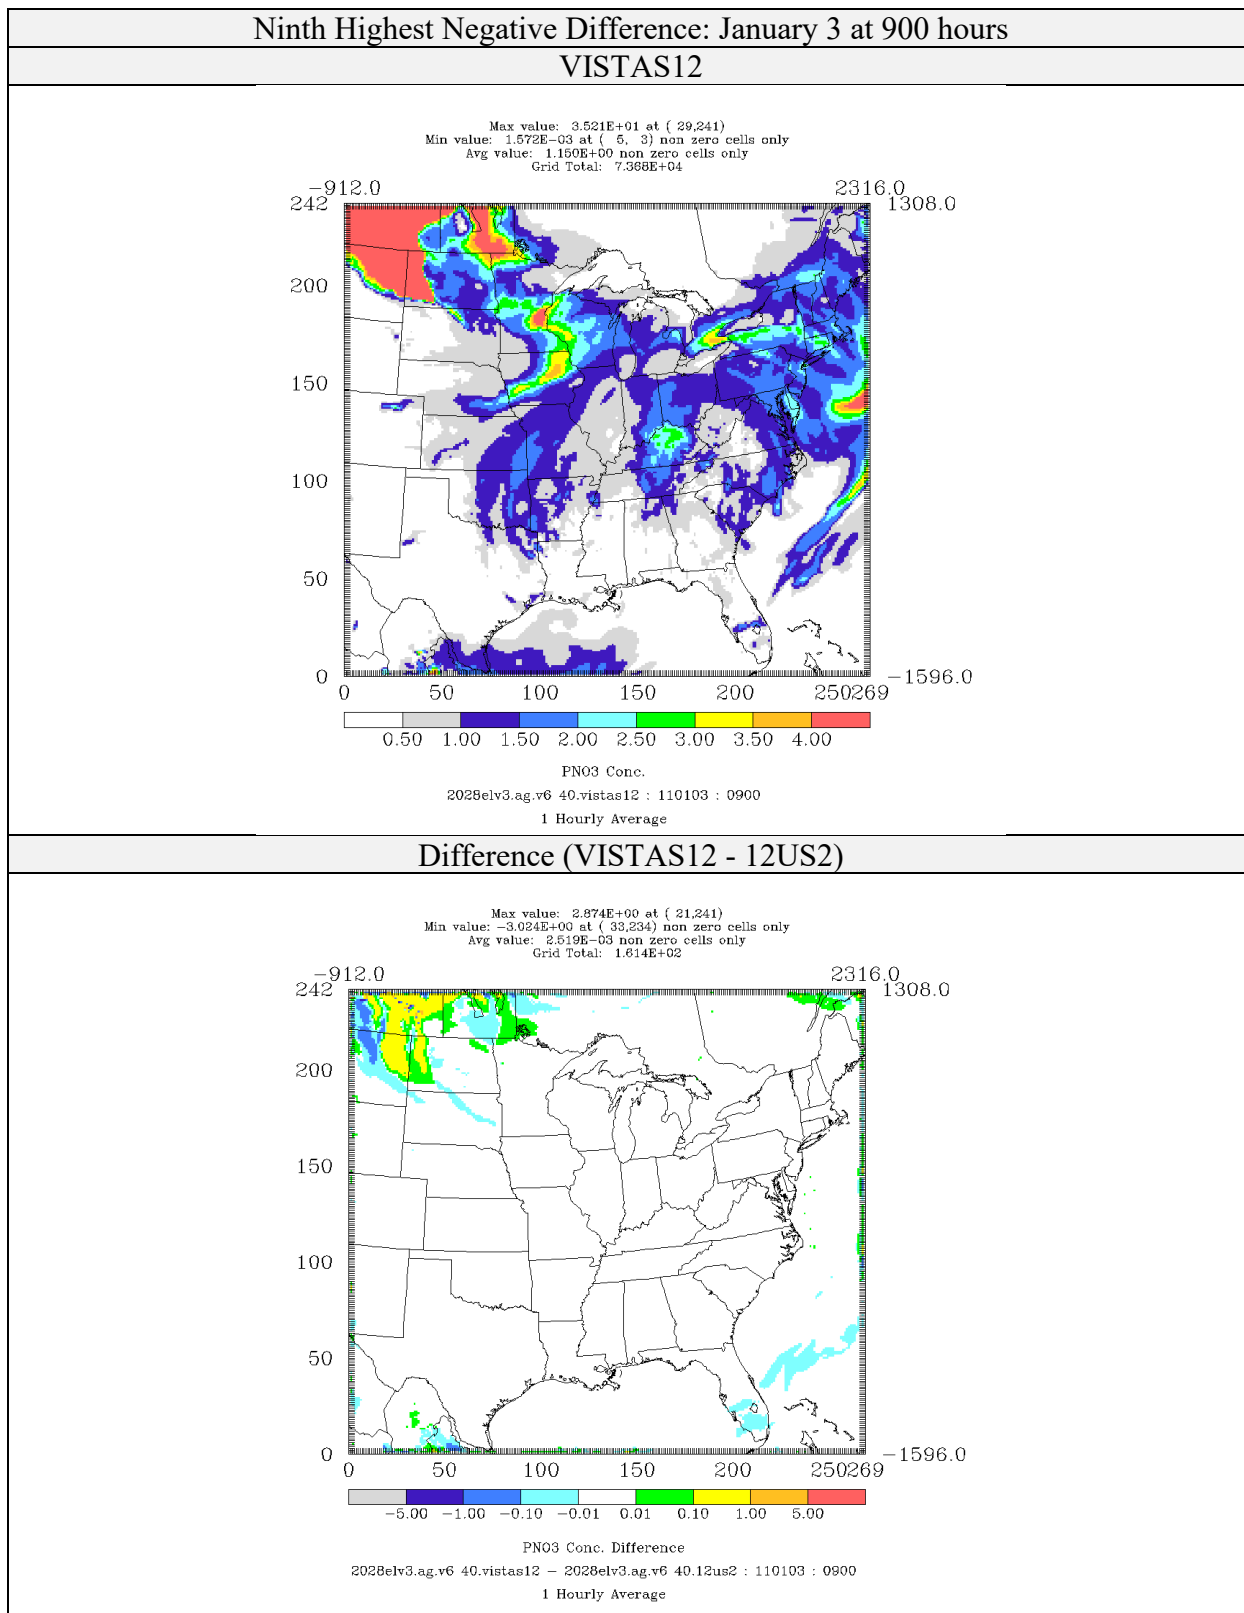 Ninth Highest Negative Difference: January 3 at 900 hours
VISTAS12
Max value: 3.521E+01 at ( 29,241)
Min value: 1.572E-03 at ( 5, 3) non zero cells only
Avg value: 1.150E+00 non zero cells only
Grid Total: 7.368E+04
-912.0 2316.0
242 1308.0
200
150
100
50
0 -1596.0
0 50 100 150 200 250269
0.50 1.00 1.50 2.00 2.50 3.00 3.50 4.00
PNO3 Conc.
2028elv3.ag.v6 40.vistas12 : 110103 : 0900
1 Hourly Average
Difference (VISTAS12 - 12US2)
Max value: 2.874E+00 at ( 21,241)
Min value: -3.024E+00 at ( 33,234) non zero cells only
Avg value: 2.519E-03 non zero cells only
Grid Total: 1.614E+02
-912.0 2316.0
242 1308.0
200
150
100
50
0 -1596.0
0 50 100 150 200 250269
-5.00 -1.00 -0.10 -0.01 0.01 0.10 1.00 5.00
PNO3 Conc. Difference
2028elv3.ag.v6 40.vistas12 - 2028elv3.ag.v6 40.12us2 : 110103 : 0900
1 Hourly Average